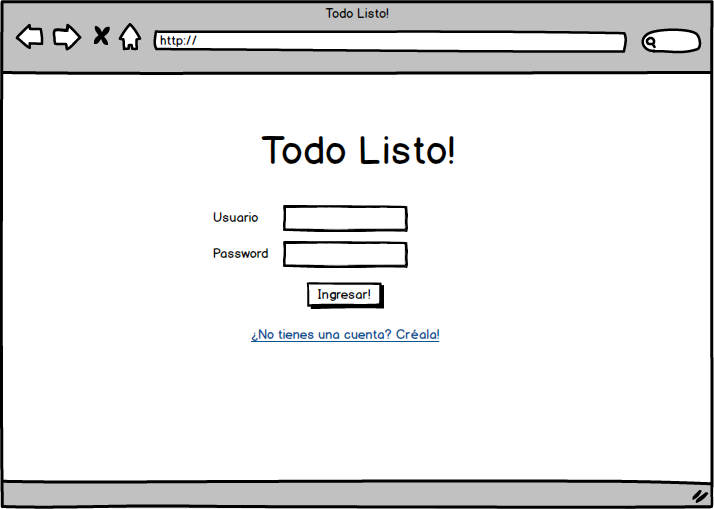 Todo Listo!
http://
Todo Listo!
Usuario
Password
Ingresar!
¿No tienes una cuenta? Créala!